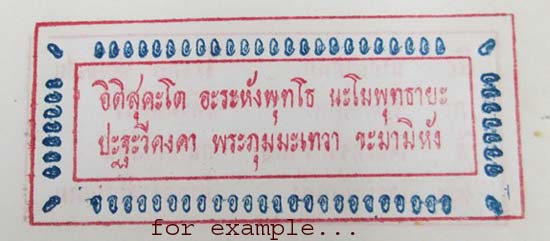 อิติสุคะโต อะระหังพุทโธ นะโมพุทธายะ
ปะฐะวีคงคา พระภุมมะเทวา ขะมามิหัง
for example...